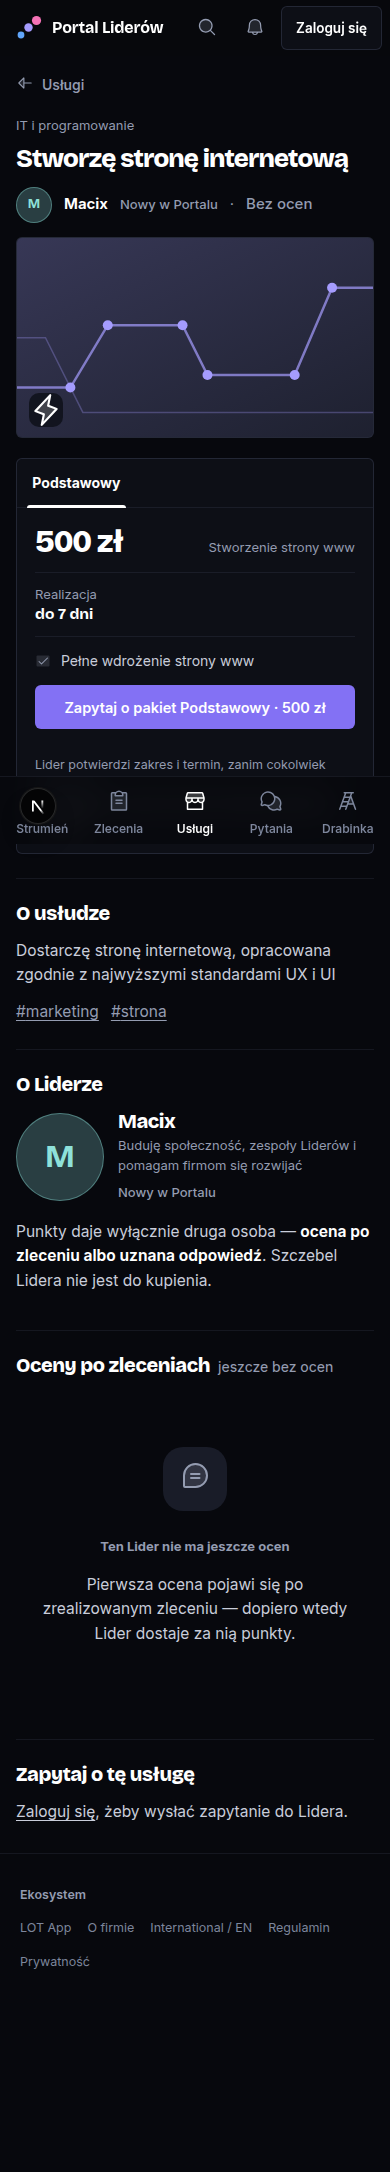 Portal Liderów
Zaloguj się
Usługi
IT i programowanie
Stworzę stronę internetową
M
Macix Nowy w Portalu · Bez ocen
Podstawowy
500 zł
Stworzenie strony www
Realizacja
do 7 dni
Pełne wdrożenie strony www
Zapytaj o pakiet Podstawowy · 500 zł
Lider potwierdzi zakres i termin, zanim cokolwiek
N
Strumień Zlecenia Usługi Pytania Drabinka
O usłudze
Dostarczę stronę internetową, opracowana
zgodnie z najwyższymi standardami UX i UI
#marketing #strona
O Liderze
M
Macix
Buduję społeczność, zespoły Liderów i
pomagam firmom się rozwijać
Nowy w Portalu
Punkty daje wyłącznie druga osoba — ocena po
zleceniu albo uznana odpowiedź. Szczebel
Lidera nie jest do kupienia.
Oceny po zleceniach jeszcze bez ocen
Ten Lider nie ma jeszcze ocen
Pierwsza ocena pojawi się po
zrealizowanym zleceniu — dopiero wtedy
Lider dostaje za nią punkty.
Zapytaj o tę usługę
Zaloguj się, żeby wysłać zapytanie do Lidera.
Ekosystem
LOT App O firmie International / EN Regulamin
Prywatność